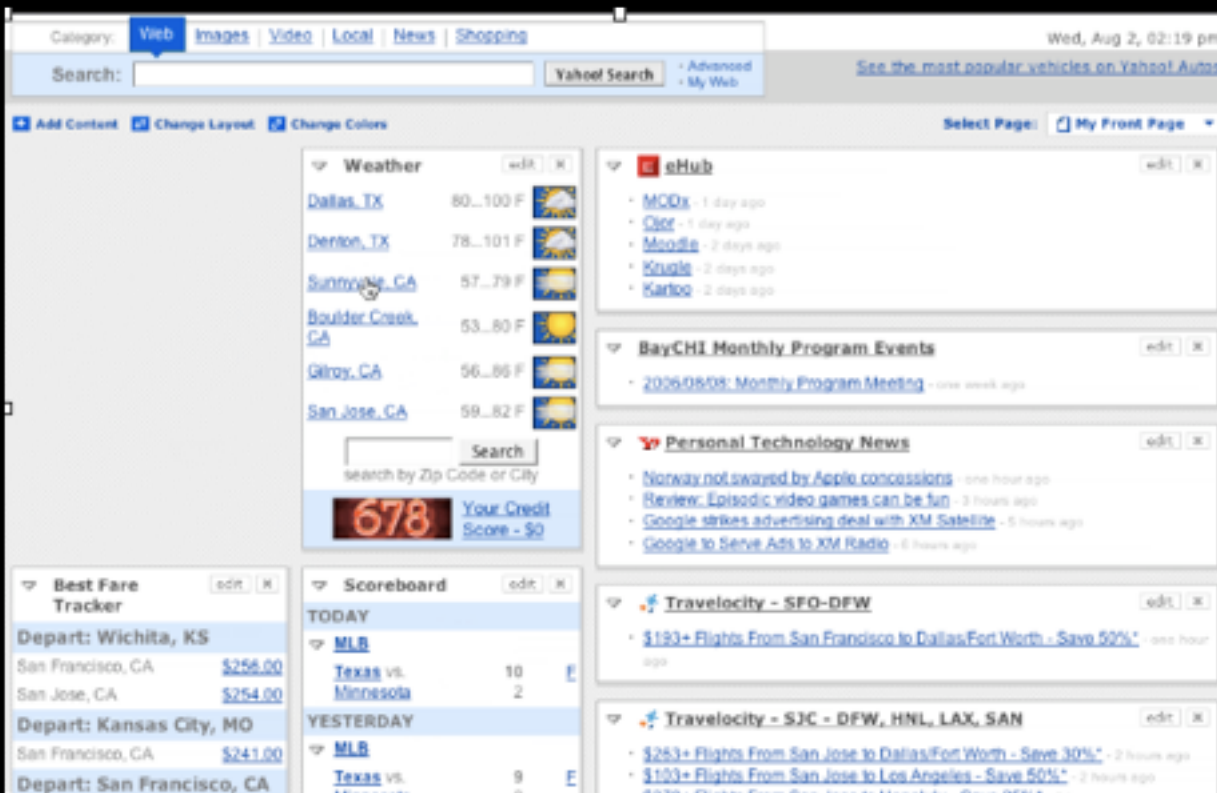 Category: Web Images | Video | Local | News | Shopping
Wed, Aug 2, 02:19 pm
Search: Yahoo! Search
· Advanced
· My Web
See the most popular vehicles on Yahoo! Autos
Add Content Change Layout Change Colors
Select Page: My Front Page
Weather edit
Dallas, TX 80...100 F
Denton, TX 78...101 F
Sunnyvale, CA 57...79 F
Boulder Creek, 53...80 F
CA
Gilroy, CA 56...86 F
San Jose, CA 59...82 F
Search
search by Zip Code or City
678 Your Credit
Score - $0
eHub edit
MODx - 1 day ago
- 1 day ago
Moodle - 2 days ago
Krugle - 2 days ago
Kartoo - 2 days ago
BayCHI Monthly Program Events edit
2006/08/08: Monthly Program Meeting - one week ago
Personal Technology News edit
Norway not swayed by Apple concessions - one hour ago
Review: Episodic video games can be fun - 3 hours ago
Google strikes advertising deal with XM Satellite - 5 hours ago
Google to Serve Ads to XM Radio - 6 hours ago
Best Fare edit
Tracker
Depart: Wichita, KS
San Francisco, CA $256.00
San Jose, CA $254.00
Depart: Kansas City, MO
San Francisco, CA $241.00
Depart: San Francisco, CA
Scoreboard edit
TODAY
MLB
Texas vs. 10 F
Minnesota 2
YESTERDAY
MLB
Texas vs. 9 F
Travelocity - SFO-DFW edit
$193+ Flights From San Francisco to Dallas/Fort Worth - Save 50%* - one hour
ago
Travelocity - SJC - DFW, HNL, LAX, SAN edit
$263+ Flights From San Jose to Dallas/Fort Worth - Save 30%* - 2 hours ago
$103+ Flights From San Jose to Los Angeles - Save 50%* - 2 hours ago